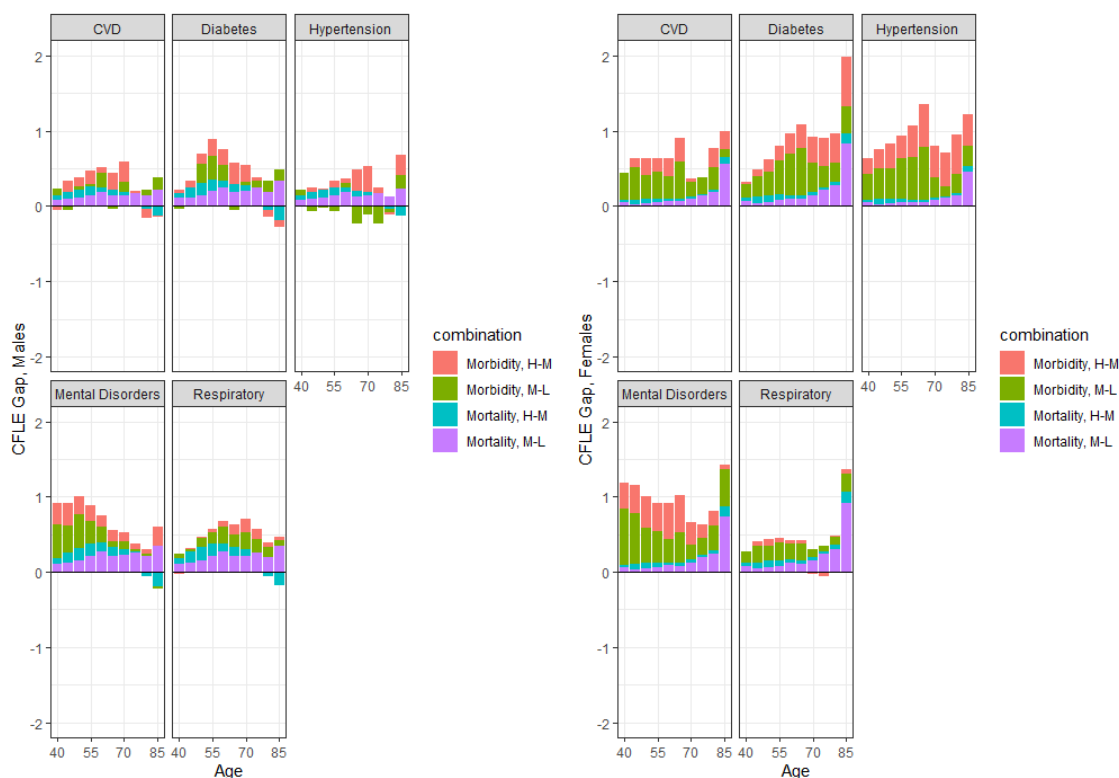 CVD
Diabetes
Hypertension
2
1
0
-1
-2
40
55
70
85
Mental Disorders
Respiratory
2
1
0
-1
-2
40
55
70
85
40
55
70
85
Age
CFLE Gap, Males
combination
Morbidity, H-M
Morbidity, M-L
Mortality, H-M
Mortality, M-L
CVD
Diabetes
Hypertension
2
1
0
-1
-2
40
55
70
85
Mental Disorders
Respiratory
2
1
0
-1
-2
40
55
70
85
40
55
70
85
Age
CFLE Gap, Females
combination
Morbidity, H-M
Morbidity, M-L
Mortality, H-M
Mortality, M-L